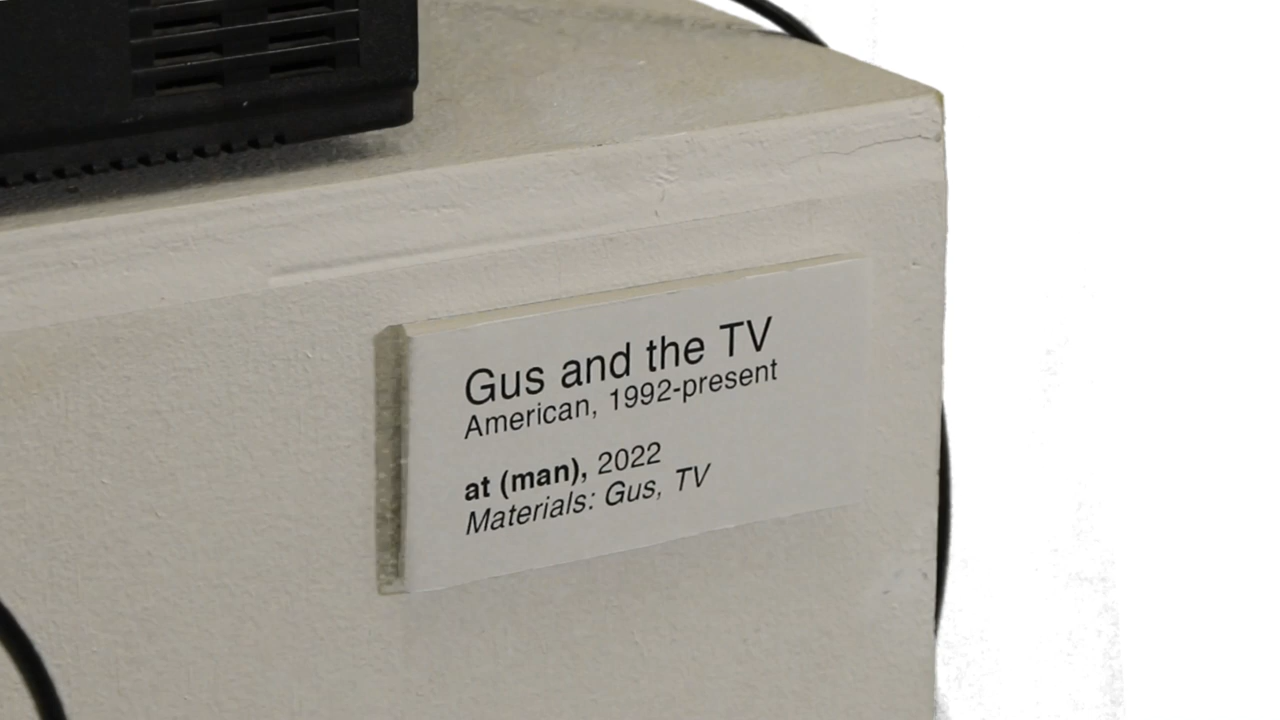 Gus and the TV
American, 1992-present
at (man), 2022
Materials: Gus, TV